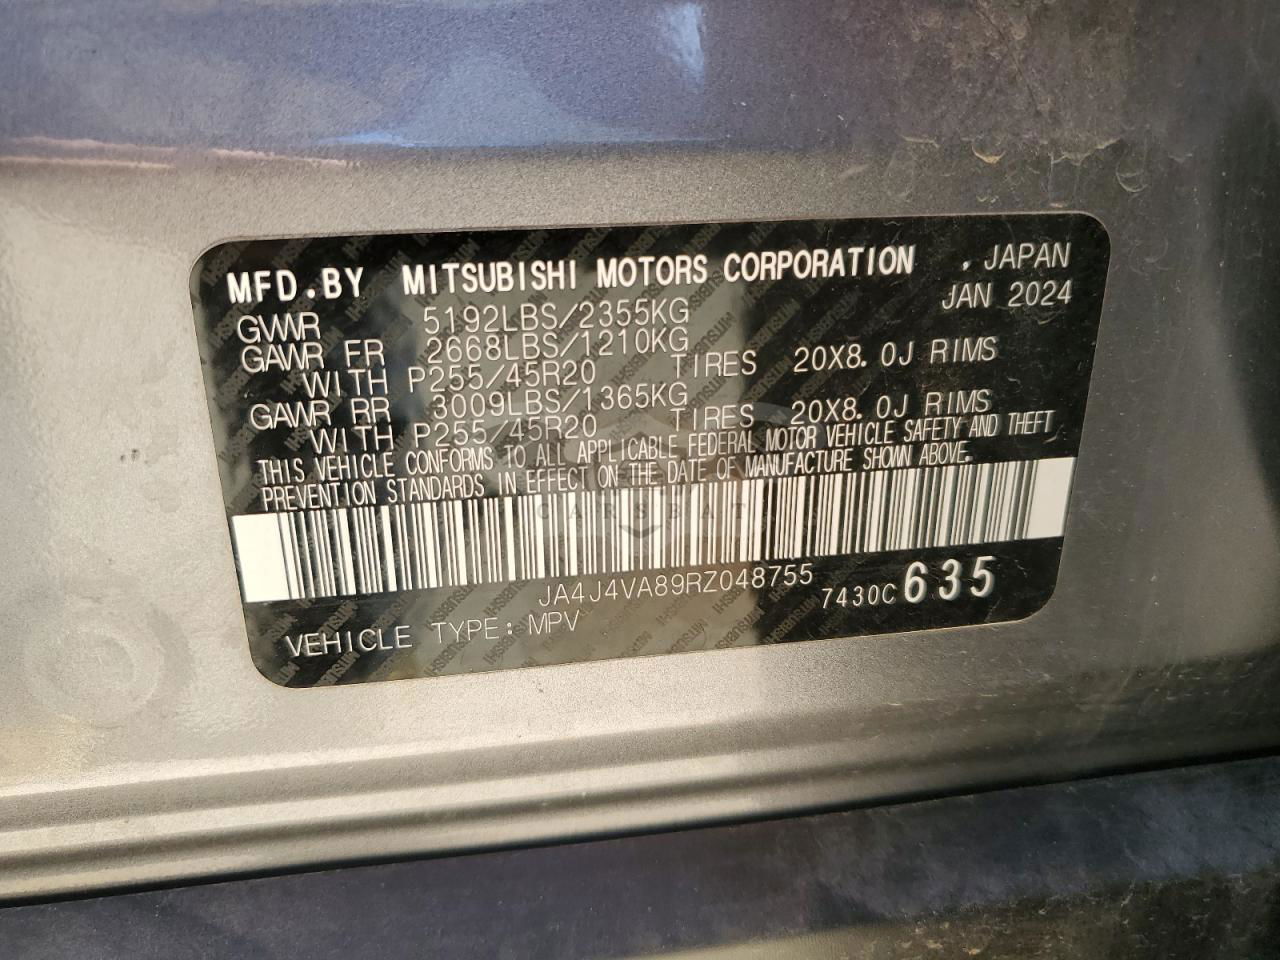 MFD.BY MITSUBISHI MOTORS CORPORATION , JAPAN
JAN 2024
GVWR 5192LBS/2355KG
GAWR FR 2668LBS/1210KG
WITH P255/45R20 TIRES 20X8.0J RIMS
GAWR RR 3009LBS/1365KG
WITH P255/45R20 TIRES 20X8.0J RIMS
THIS VEHICLE CONFORMS TO ALL APPLICABLE FEDERAL MOTOR VEHICLE SAFETY AND THEFT
PREVENTION STANDARDS IN EFFECT ON THE DATE OF MANUFACTURE SHOWN ABOVE.
CARSBAT
JA4J4VA89RZ048755 7430C 635
VEHICLE TYPE: MPV